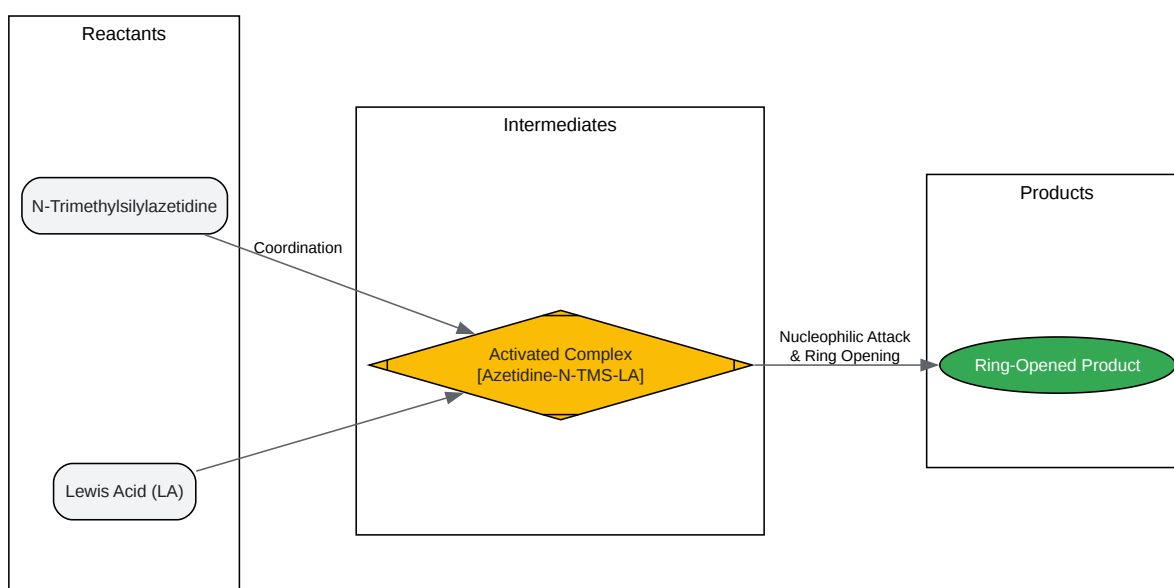 Reactants
N-Trimethylsilylazetidine
Coordination
Lewis Acid (LA)
Intermediates
Activated Complex
[Azetidine-N-TMS-LA]
Nucleophilic Attack
& Ring Opening
Products
Ring-Opened Product